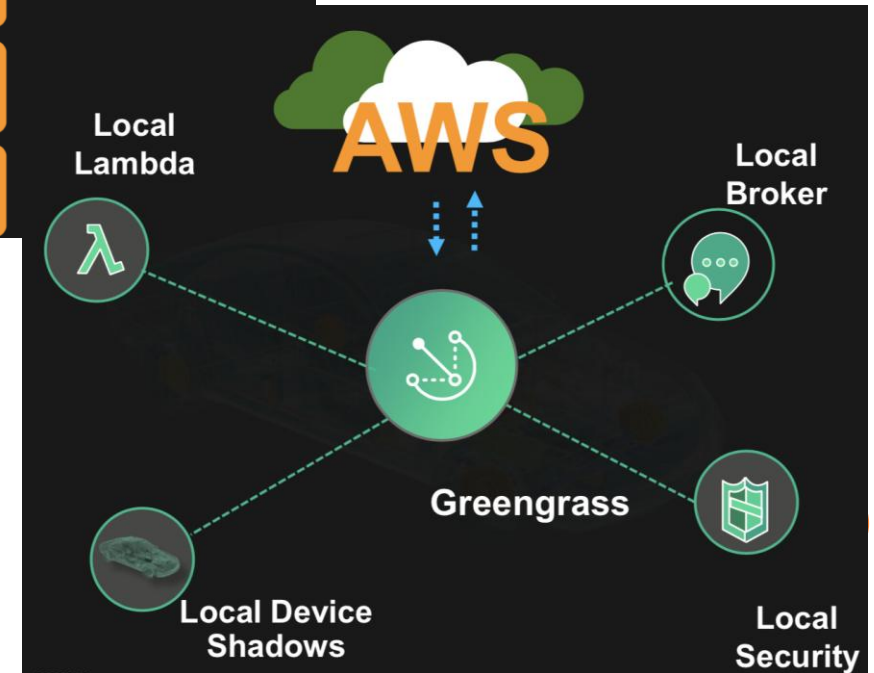 AWS
Local
Lambda
Local
Broker
λ
Greengrass
Local Device
Shadows
Local
Security